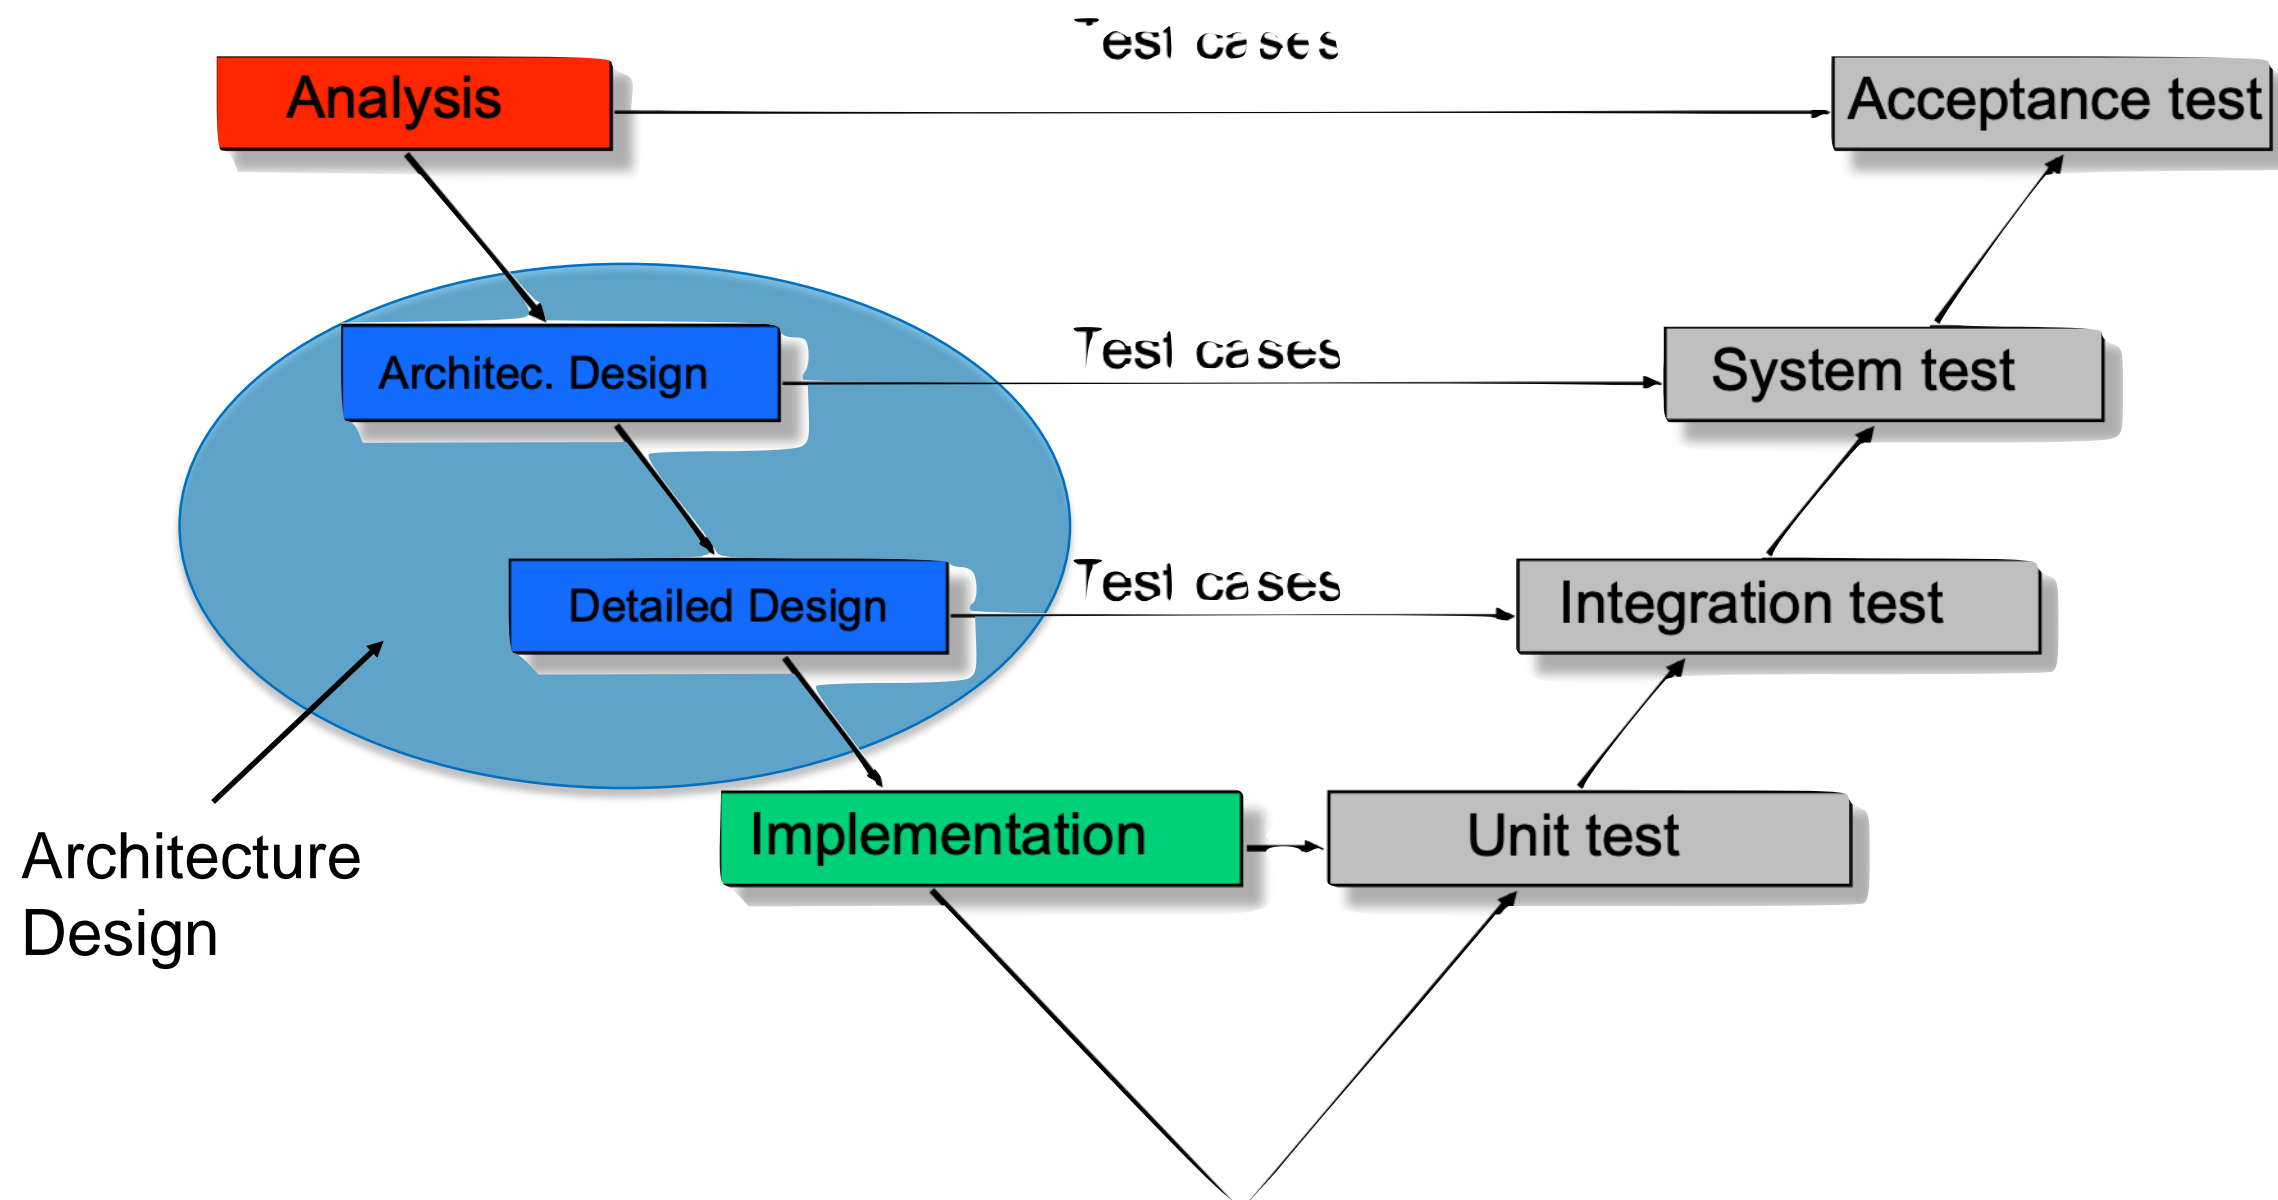 Test cases
Analysis
Acceptance test
Test cases
Architec. Design
System test
Test cases
Detailed Design
Integration test
Implementation
Unit test
Architecture
Design